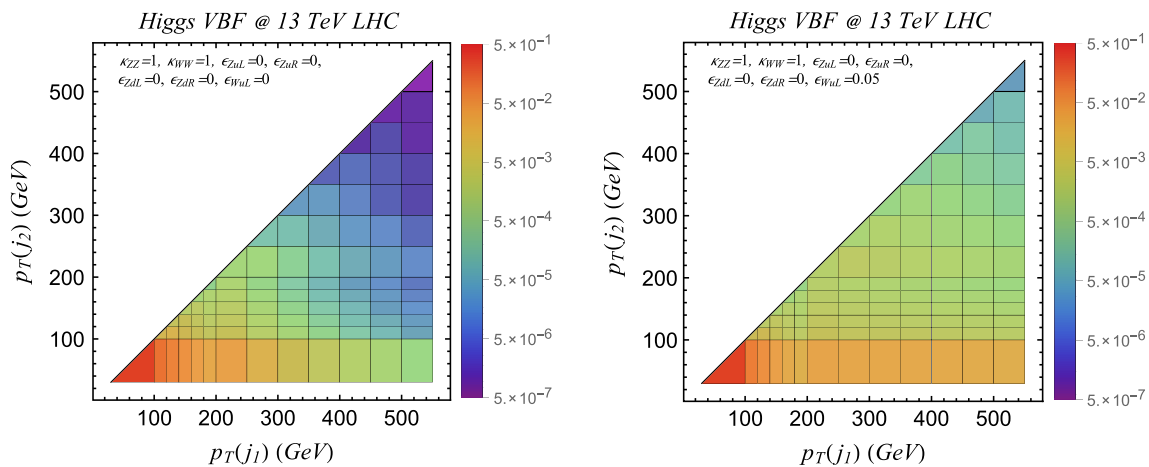 Higgs VBF @ 13 TeV LHC
κZZ=1, κWW=1, ϵZuL=0, ϵZuR=0,
ϵZdL=0, ϵZdR=0, ϵWuL=0
500
400
300
200
100
pT(j2) (GeV)
100 200 300 400 500
pT(j1) (GeV)
5.×10⁻¹
5.×10⁻²
5.×10⁻³
5.×10⁻⁴
5.×10⁻⁵
5.×10⁻⁶
5.×10⁻⁷
Higgs VBF @ 13 TeV LHC
κZZ=1, κWW=1, ϵZuL=0, ϵZuR=0,
ϵZdL=0, ϵZdR=0, ϵWuL=0.05
500
400
300
200
100
pT(j2) (GeV)
100 200 300 400 500
pT(j1) (GeV)
5.×10⁻¹
5.×10⁻²
5.×10⁻³
5.×10⁻⁴
5.×10⁻⁵
5.×10⁻⁶
5.×10⁻⁷